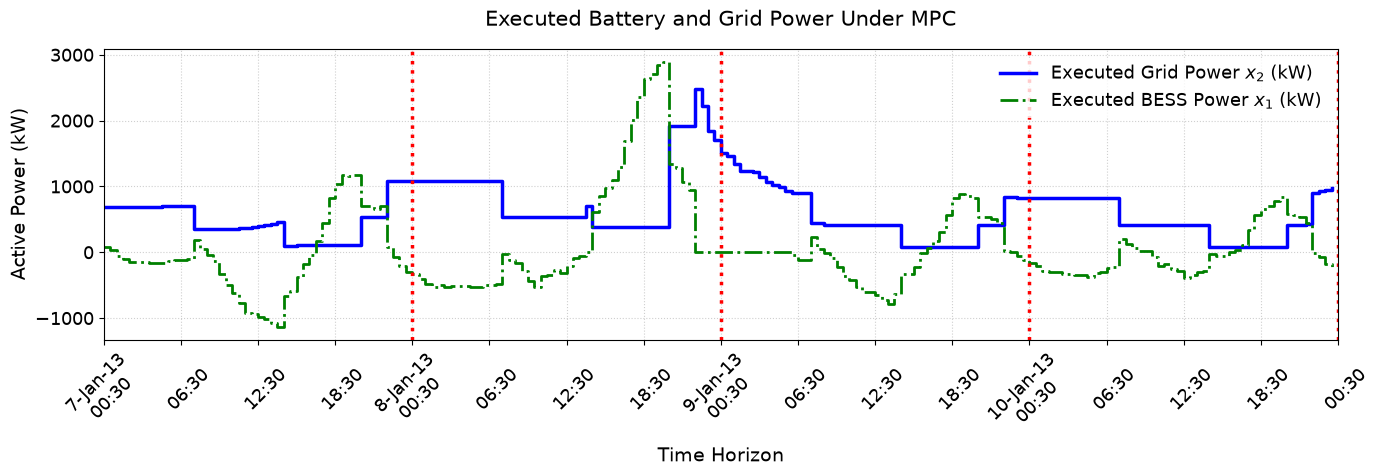 Executed Battery and Grid Power Under MPC
Active Power (kW)
3000
2000
1000
0
−1000
Executed Grid Power x₂ (kW)
Executed BESS Power x₁ (kW)
7-Jan-13
00:30
06:30
12:30
18:30
8-Jan-13
00:30
06:30
12:30
18:30
9-Jan-13
00:30
06:30
12:30
18:30
10-Jan-13
00:30
06:30
12:30
18:30
00:30
Time Horizon